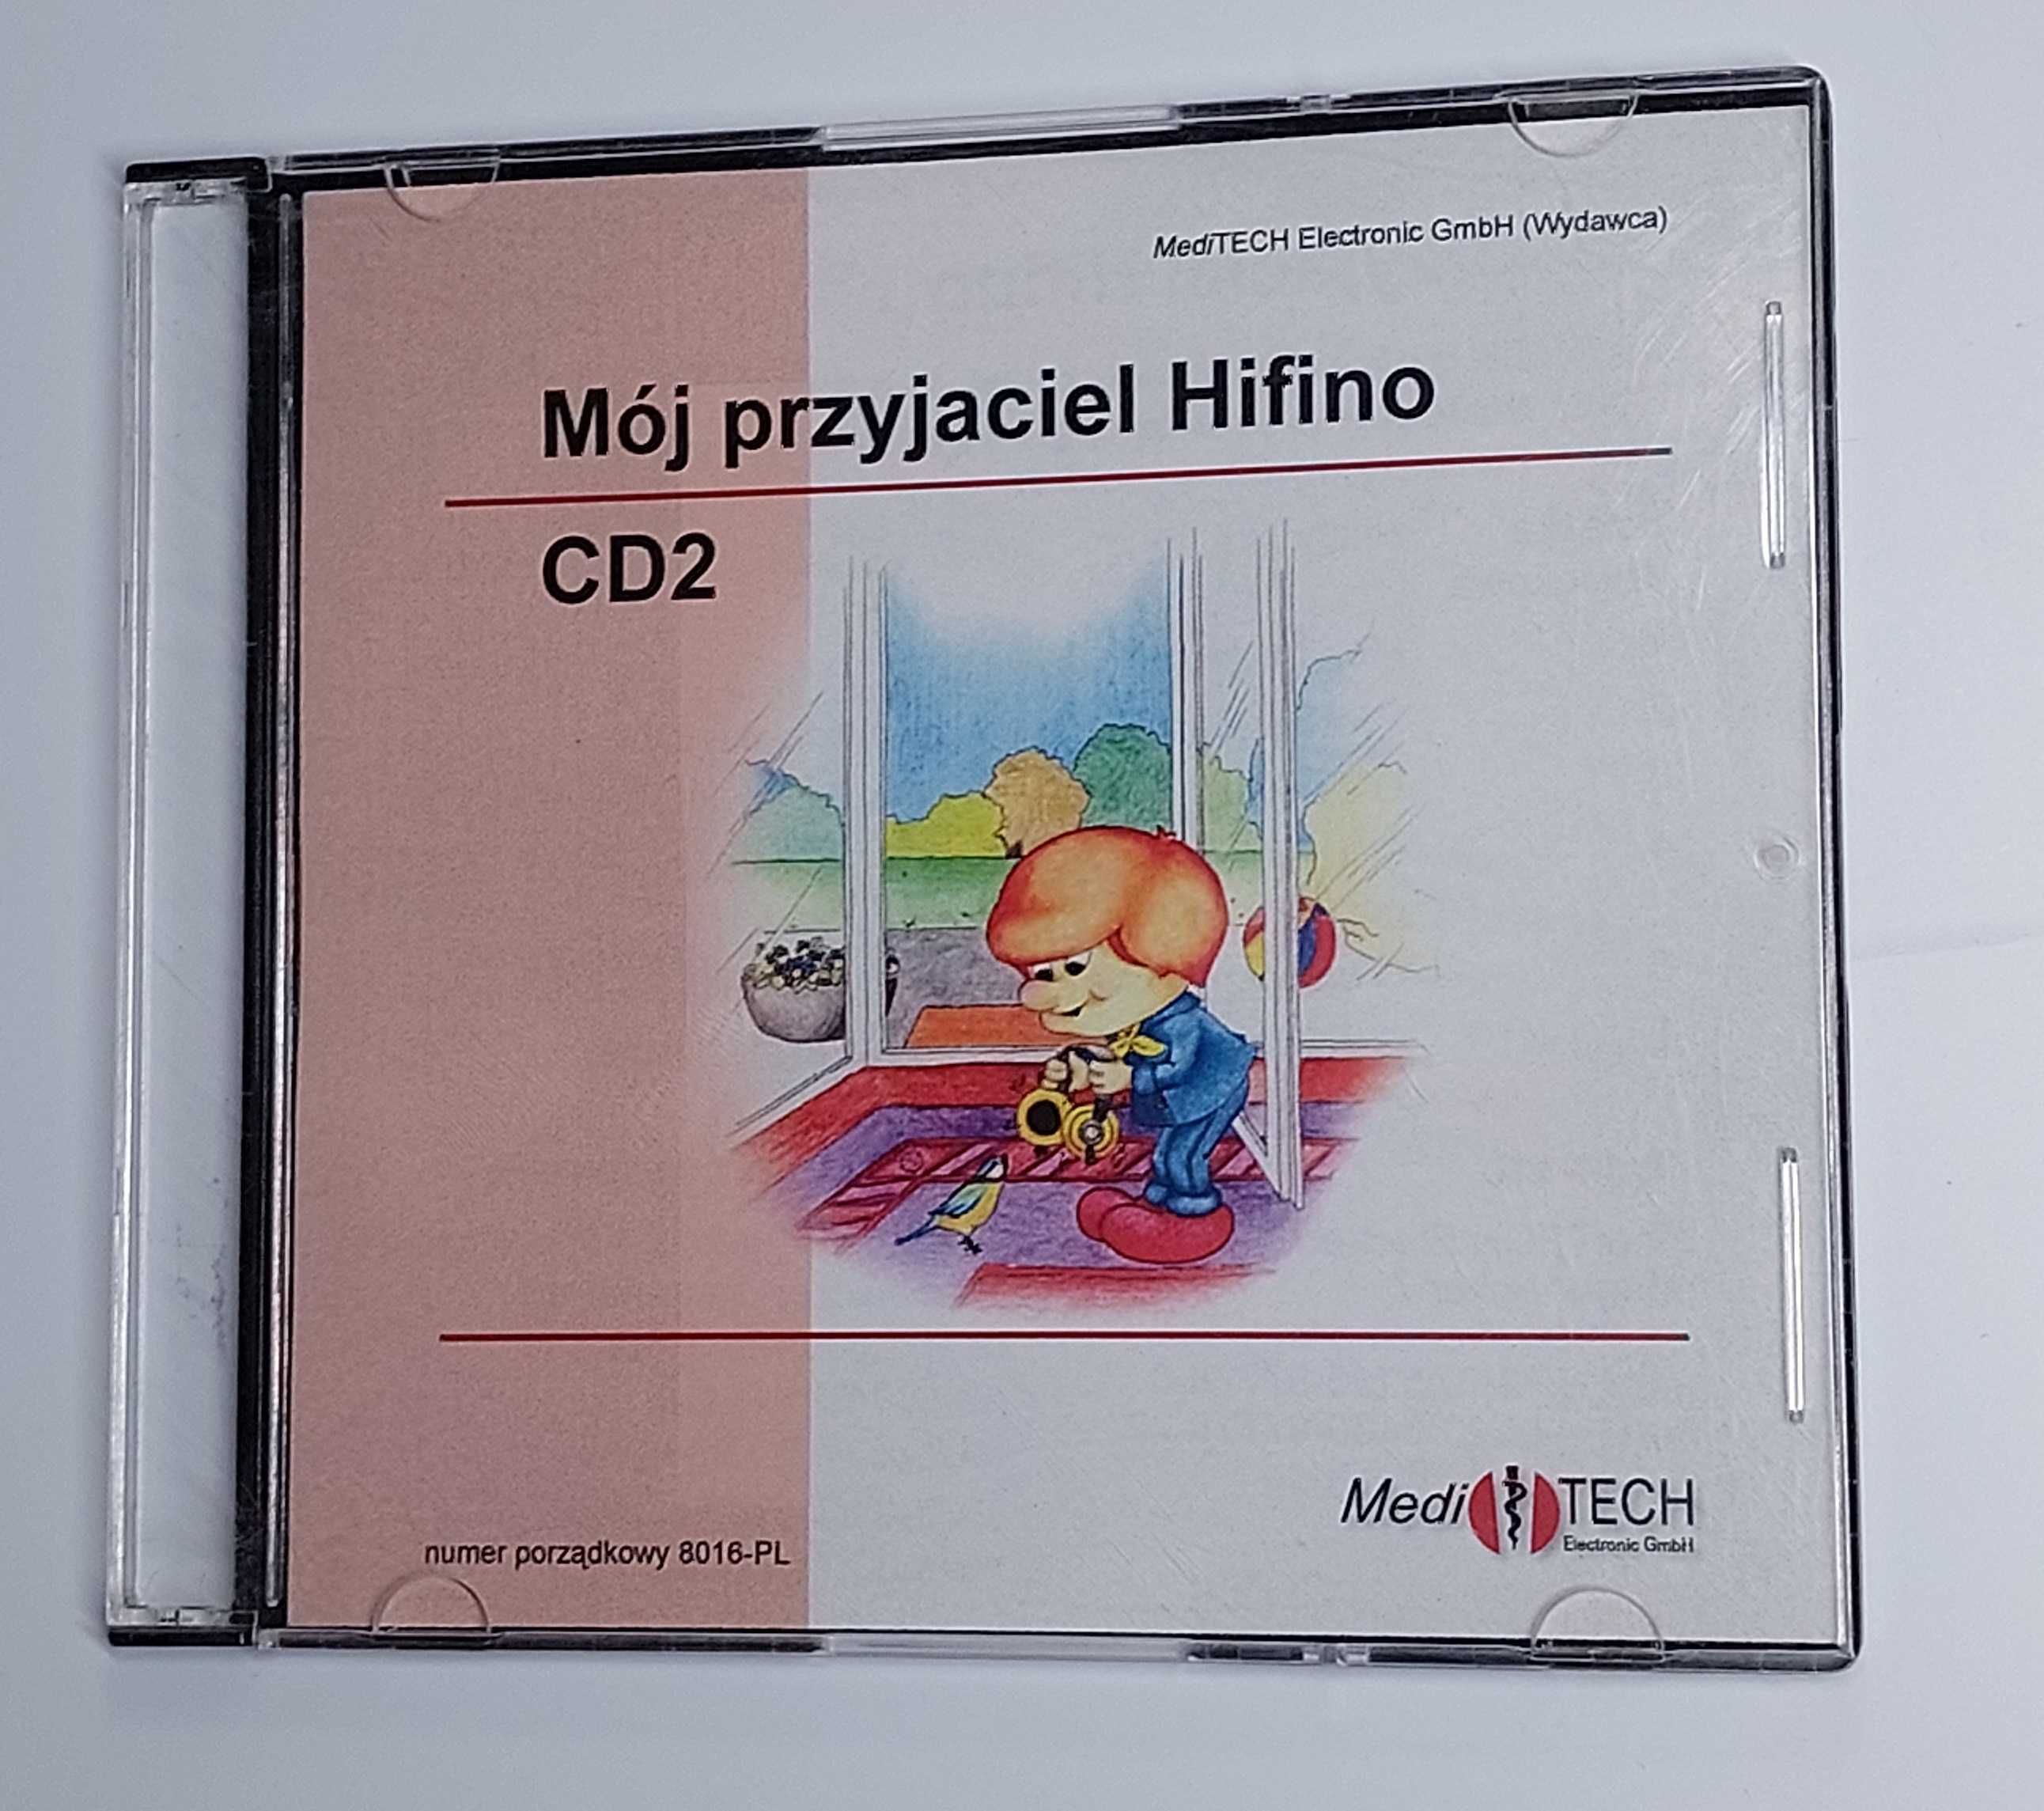 MediTECH Electronic GmbH (Wydawca)
Mój przyjaciel Hifino
CD2
numer porządkowy 8016-PL
Medi TECH
Electronic GmbH